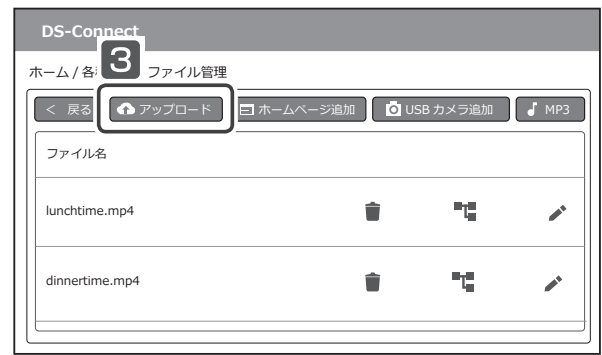 DS-Connect
3
ホーム / 各 ファイル管理
< 戻る アップロード ホームページ追加 USB カメラ追加 MP3
ファイル名
lunchtime.mp4
dinnertime.mp4